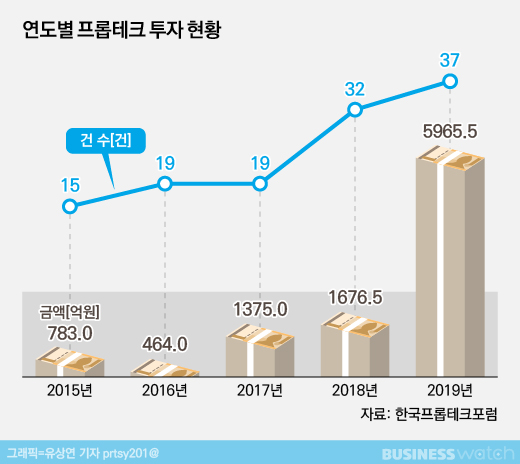 연도별 프롭테크 투자 현황
37
32
건 수[건]
19
19
15
5965.5
금액[억원]
1375.0
1676.5
783.0
464.0
2015년
2016년
2017년
2018년
2019년
자료: 한국프롭테크포럼
그래픽=유상연 기자 prtsy201@
BUSINESS watch